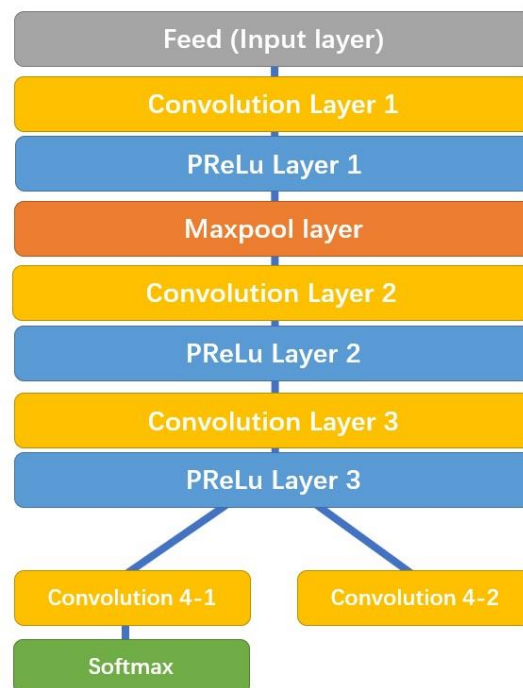 Feed (Input layer)
Convolution Layer 1
PReLu Layer 1
Maxpool layer
Convolution Layer 2
PReLu Layer 2
Convolution Layer 3
PReLu Layer 3
Convolution 4-1
Convolution 4-2
Softmax